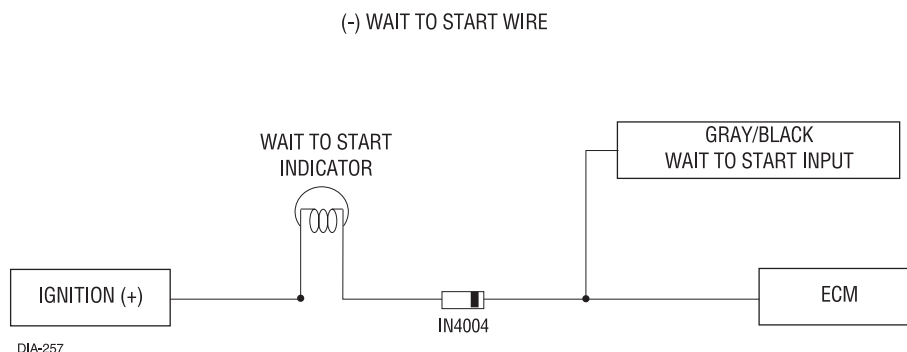 (-) WAIT TO START WIRE
WAIT TO START
INDICATOR
GRAY/BLACK
WAIT TO START INPUT
IGNITION (+)
IN4004
ECM
DIA-257